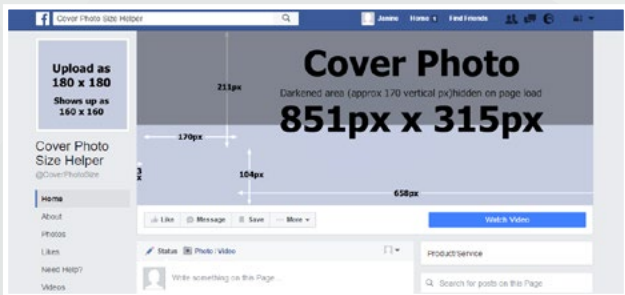 f Cover Photo Size Helper
Janine Home Find Friends
Upload as
180 x 180
Shows up as
160 x 160
Cover Photo
Darkened area (approx 170 vertical px)hidden on page load
851px x 315px
211px
170px
104px
658px
Cover Photo
Size Helper
@CoverPhotoSize
Home
About
Photos
Likes
Need Help?
Videos
Like Message Save More
Watch Video
Status Photo / Video
Write something on this Page...
Product/Service
Search for posts on this Page